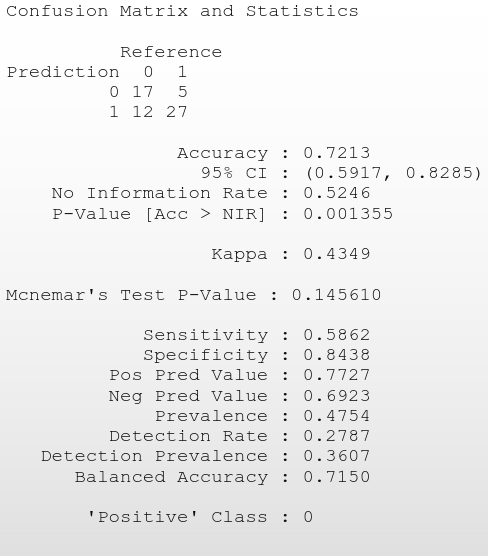 Confusion Matrix and Statistics
Reference
Prediction 0 1
0 17 5
1 12 27
Accuracy : 0.7213
95% CI : (0.5917, 0.8285)
No Information Rate : 0.5246
P-Value [Acc > NIR] : 0.001355
Kappa : 0.4349
Mcnemar's Test P-Value : 0.145610
Sensitivity : 0.5862
Specificity : 0.8438
Pos Pred Value : 0.7727
Neg Pred Value : 0.6923
Prevalence : 0.4754
Detection Rate : 0.2787
Detection Prevalence : 0.3607
Balanced Accuracy : 0.7150
'Positive' Class : 0